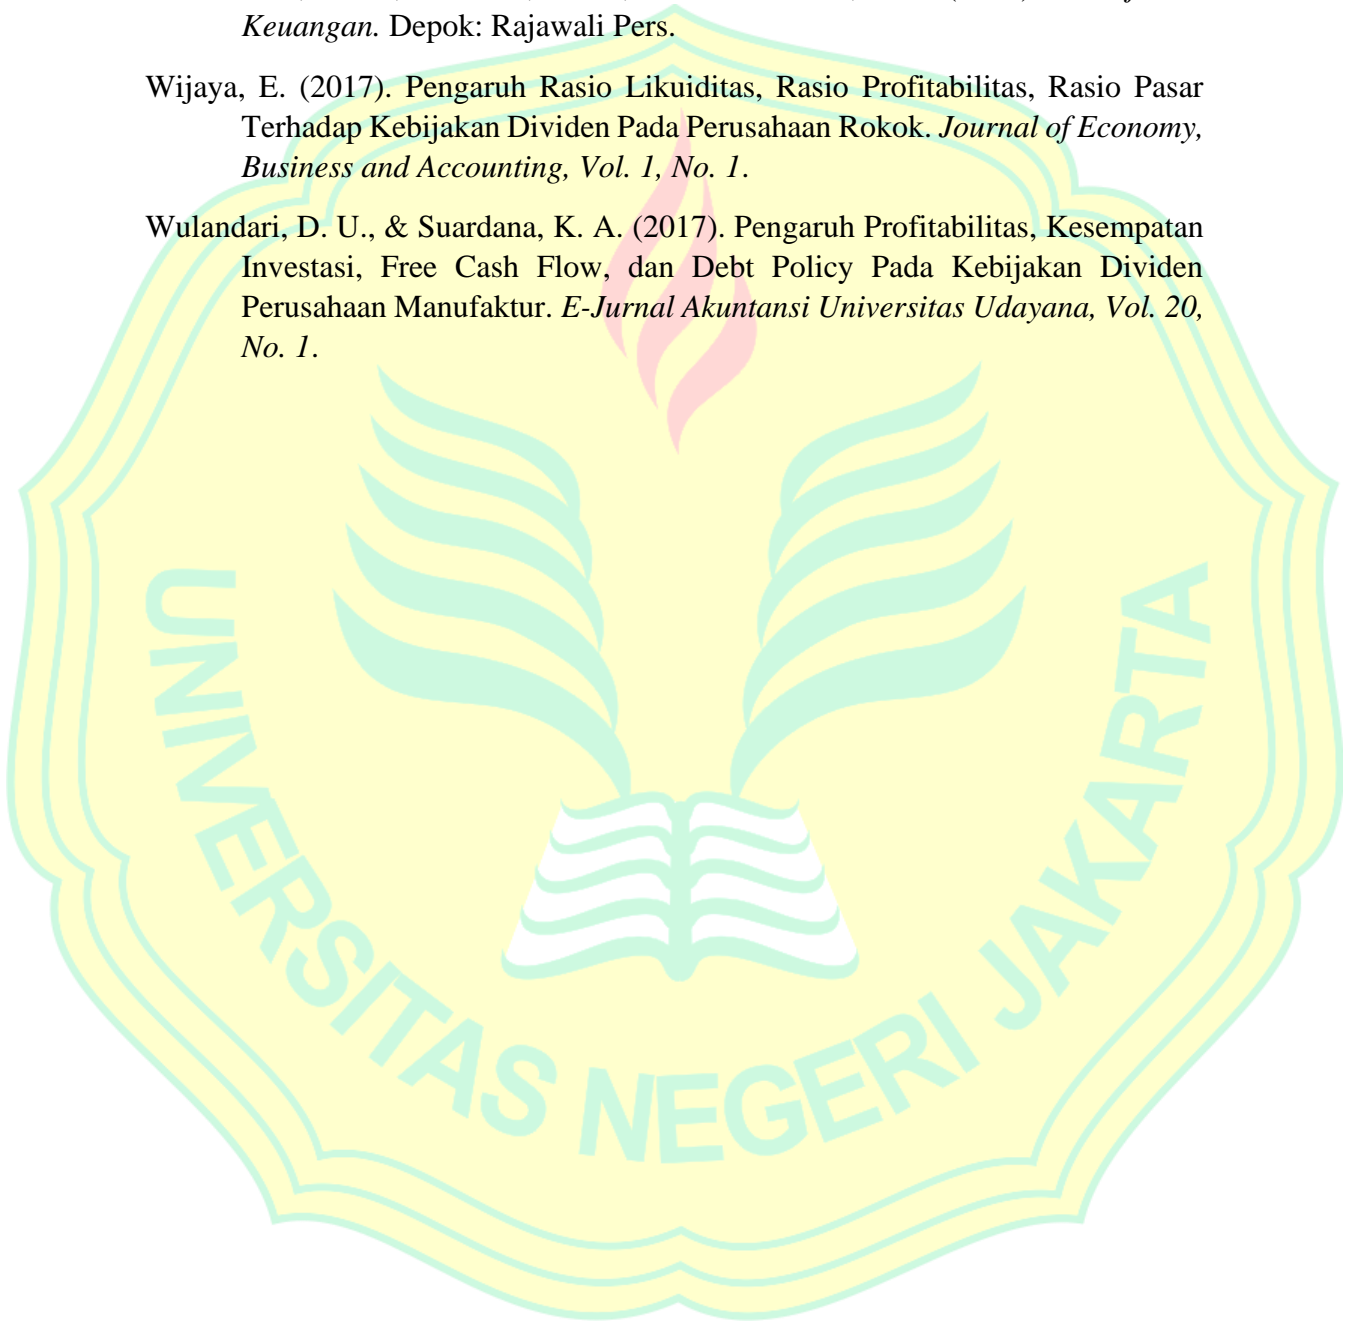 Keuangan. Depok: Rajawali Pers.
Wijaya, E. (2017). Pengaruh Rasio Likuiditas, Rasio Profitabilitas, Rasio Pasar
Terhadap Kebijakan Dividen Pada Perusahaan Rokok. Journal of Economy,
Business and Accounting, Vol. 1, No. 1.
Wulandari, D. U., & Suardana, K. A. (2017). Pengaruh Profitabilitas, Kesempatan
Investasi, Free Cash Flow, dan Debt Policy Pada Kebijakan Dividen
Perusahaan Manufaktur. E-Jurnal Akuntansi Universitas Udayana, Vol. 20,
No. 1.
UNIVERSITAS NEGERI JAKARTA